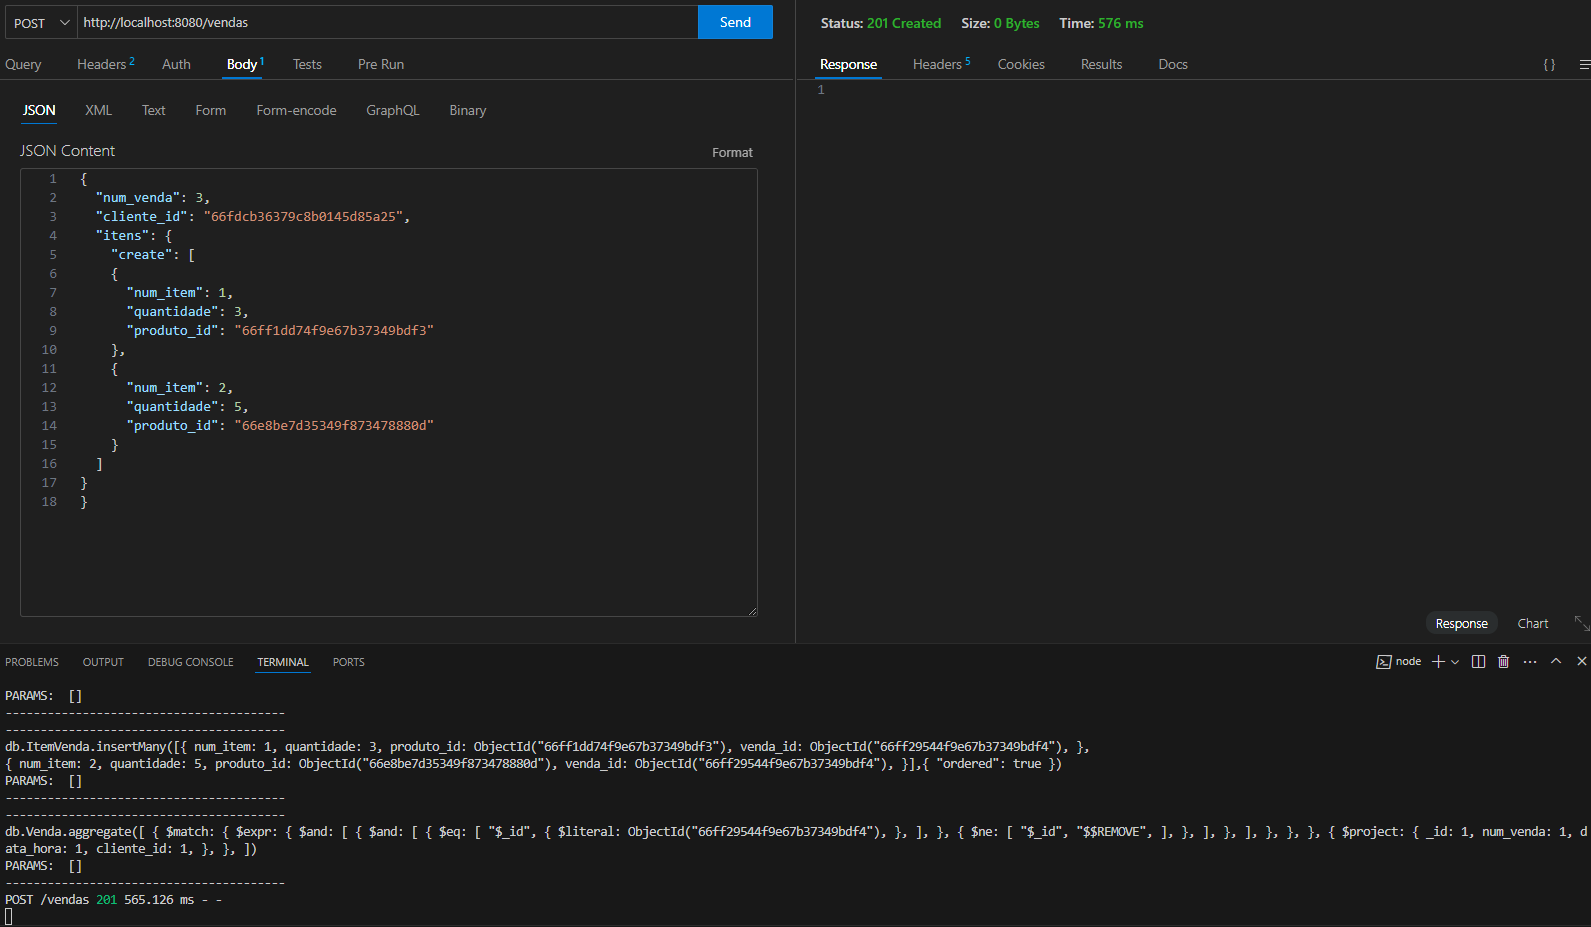 POST http://localhost:8080/vendas Send
Query Headers 2 Auth Body 1 Tests Pre Run
JSON XML Text Form Form-encode GraphQL Binary
JSON Content Format
1 {
2 "num_venda": 3,
3 "cliente_id": "66fdcb36379c8b0145d85a25",
4 "itens": {
5 "create": [
6 {
7 "num_item": 1,
8 "quantidade": 3,
9 "produto_id": "66ff1dd74f9e67b37349bdf3"
10 },
11 {
12 "num_item": 2,
13 "quantidade": 5,
14 "produto_id": "66e8be7d35349f873478880d"
15 }
16 ]
17 }
18 }
Status: 201 Created Size: 0 Bytes Time: 576 ms
Response Headers 5 Cookies Results Docs { }
1
Response Chart
PROBLEMS OUTPUT DEBUG CONSOLE TERMINAL PORTS node
PARAMS: []
----------------------------------------
----------------------------------------
db.ItemVenda.insertMany([{ num_item: 1, quantidade: 3, produto_id: ObjectId("66ff1dd74f9e67b37349bdf3"), venda_id: ObjectId("66ff29544f9e67b37349bdf4"), },
{ num_item: 2, quantidade: 5, produto_id: ObjectId("66e8be7d35349f873478880d"), venda_id: ObjectId("66ff29544f9e67b37349bdf4"), }],{ "ordered": true })
PARAMS: []
----------------------------------------
----------------------------------------
db.Venda.aggregate([ { $match: { $expr: { $and: [ { $and: [ { $eq: [ "$_id", { $literal: ObjectId("66ff29544f9e67b37349bdf4"), }, ], }, { $ne: [ "$_id", "$$REMOVE", ], }, ], }, ], }, }, }, { $project: { _id: 1, num_venda: 1, d
ata_hora: 1, cliente_id: 1, }, }, ])
PARAMS: []
----------------------------------------
POST /vendas 201 565.126 ms - -